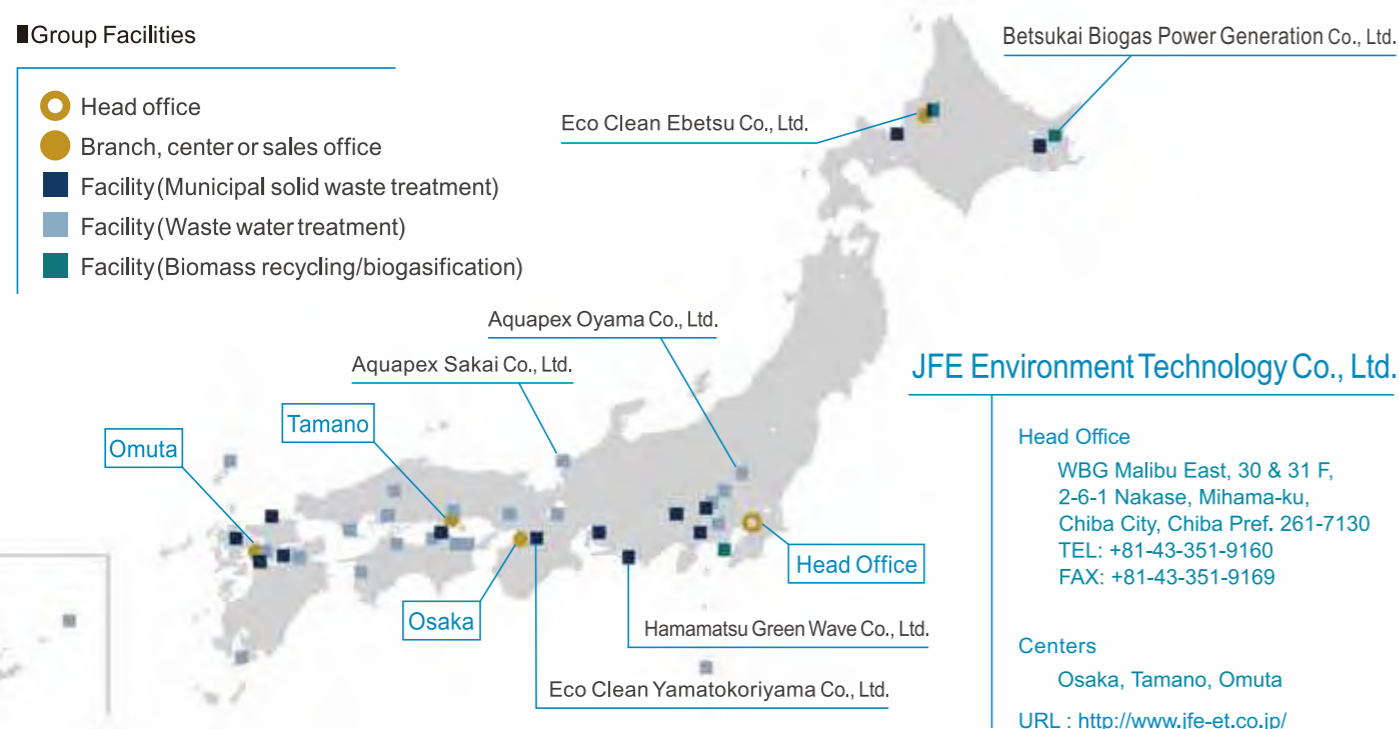 ■Group Facilities
Head office
Branch, center or sales office
Facility(Municipal solid waste treatment)
Facility(Waste water treatment)
Facility(Biomass recycling/biogasification)
Betsukai Biogas Power Generation Co., Ltd.
Eco Clean Ebetsu Co., Ltd.
Aquapex Oyama Co., Ltd.
Aquapex Sakai Co., Ltd.
Tamano
Omuta
Head Office
Osaka
Hamamatsu Green Wave Co., Ltd.
Eco Clean Yamatokoriyama Co., Ltd.
JFE Environment Technology Co., Ltd.
Head Office
WBG Malibu East, 30 & 31 F,
2-6-1 Nakase, Mihama-ku,
Chiba City, Chiba Pref. 261-7130
TEL: +81-43-351-9160
FAX: +81-43-351-9169
Centers
Osaka, Tamano, Omuta
URL : http://www.jfe-et.co.jp/